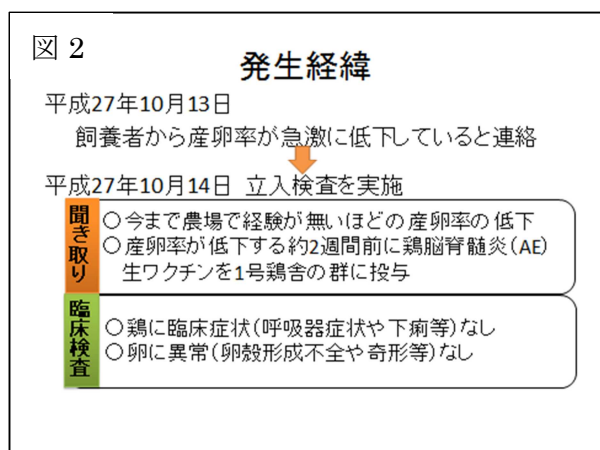 図 2
発生経緯
平成27年10月13日
飼養者から産卵率が急激に低下していると連絡
平成27年10月14日 立入検査を実施
聞き取り
○今まで農場で経験が無いほどの産卵率の低下
○産卵率が低下する約2週間前に鶏脳脊髄炎(AE)
生ワクチンを1号鶏舎の群に投与
臨床検査
○鶏に臨床症状(呼吸器症状や下痢等)なし
○卵に異常(卵殻形成不全や奇形等)なし